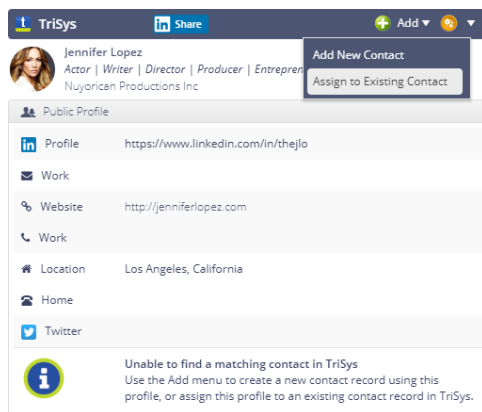 t TriSys in Share Add
Jennifer Lopez
Add New Contact
Actor | Writer | Director | Producer | Entrepren
Assign to Existing Contact
Nuyorican Productions Inc
Public Profile
in Profile https://www.linkedin.com/in/thejlo
Work
Website http://jenniferlopez.com
Work
Location Los Angeles, California
Home
Twitter
i Unable to find a matching contact in TriSys
Use the Add menu to create a new contact record using this
profile, or assign this profile to an existing contact record in TriSys.